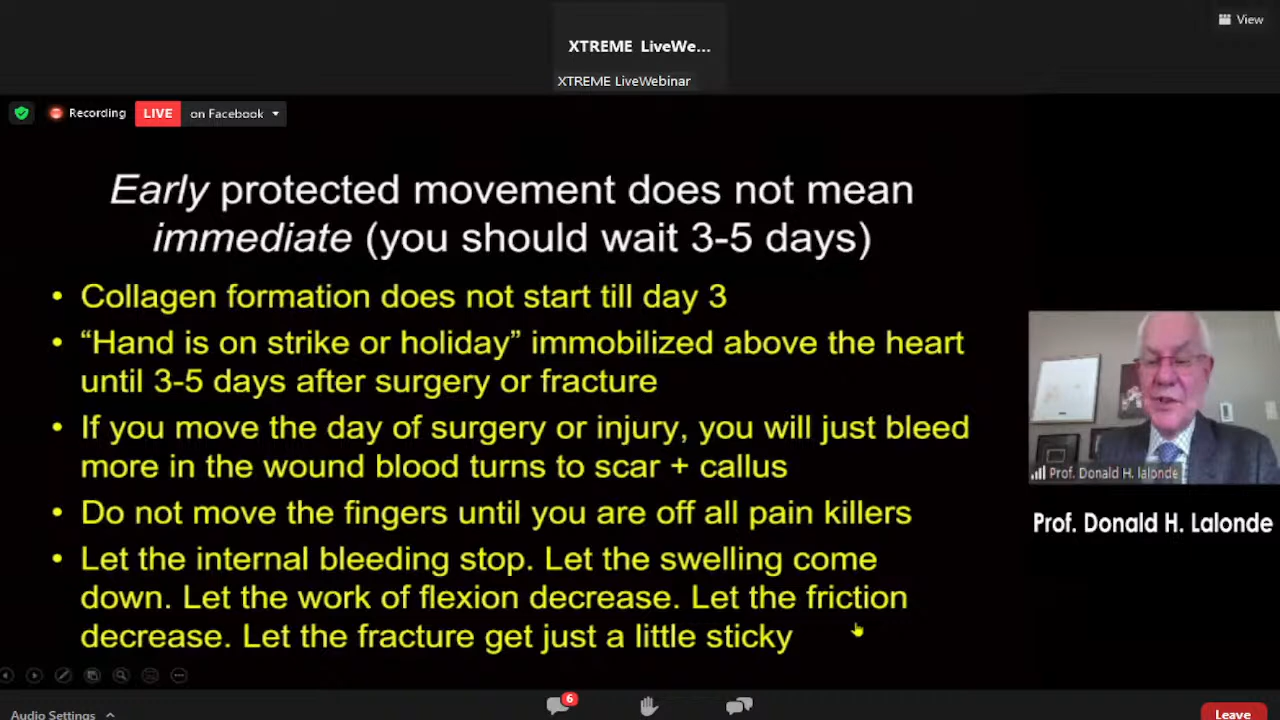 XTREME LiveWe...
View
XTREME LiveWebinar
Recording
LIVE
on Facebook
Early protected movement does not mean
immediate (you should wait 3-5 days)
• Collagen formation does not start till day 3
• “Hand is on strike or holiday” immobilized above the heart
until 3-5 days after surgery or fracture
• If you move the day of surgery or injury, you will just bleed
more in the wound blood turns to scar + callus
• Do not move the fingers until you are off all pain killers
• Let the internal bleeding stop. Let the swelling come
down. Let the work of flexion decrease. Let the friction
decrease. Let the fracture get just a little sticky
Prof. Donald H. lalonde
Prof. Donald H. Lalonde
6
Audio Settings
Leave